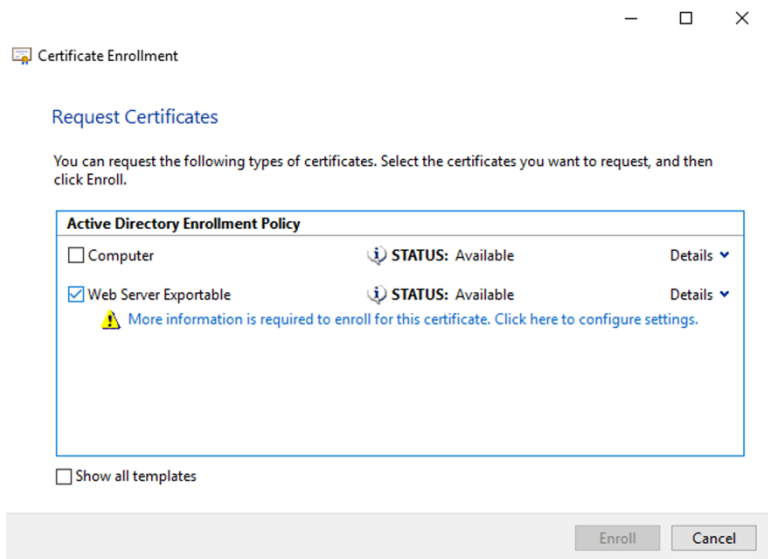 Certificate Enrollment
Request Certificates
You can request the following types of certificates. Select the certificates you want to request, and then
click Enroll.
Active Directory Enrollment Policy
Computer STATUS: Available Details
Web Server Exportable STATUS: Available Details
More information is required to enroll for this certificate. Click here to configure settings.
Show all templates
Enroll Cancel